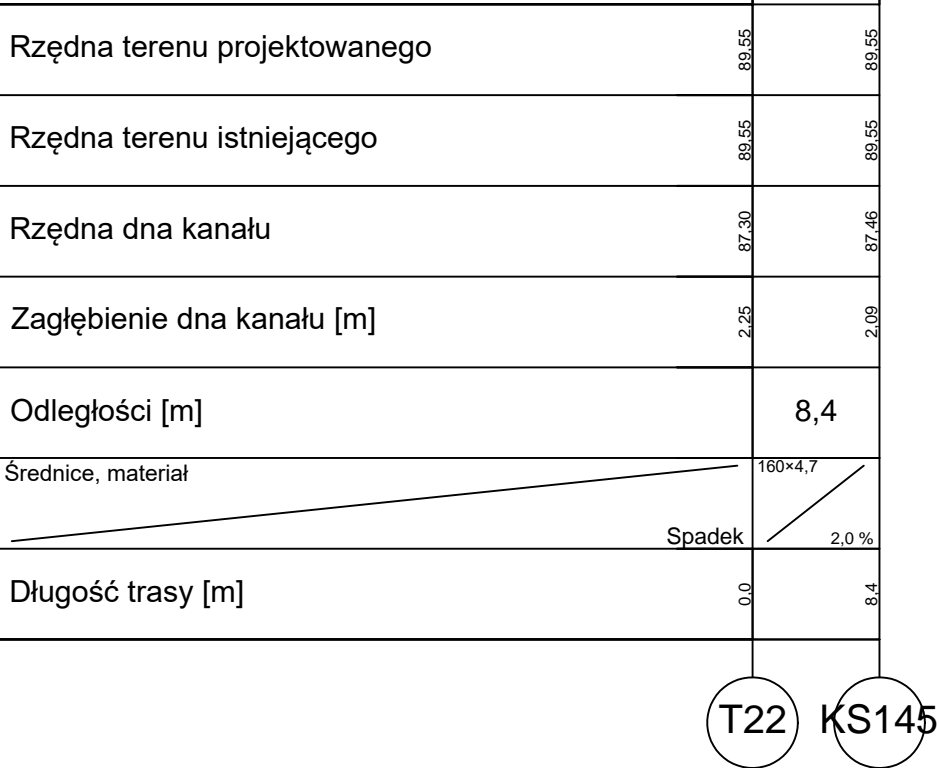 Rzędna terenu projektowanego 89,55 89,55
Rzędna terenu istniejącego 89,55 89,55
Rzędna dna kanału 87,30 87,46
Zagłębienie dna kanału [m] 2,25 2,09
Odległości [m] 8,4
Średnice, materiał 160×4,7
Spadek 2,0 %
Długość trasy [m] 0,0 8,4
T22 KS145